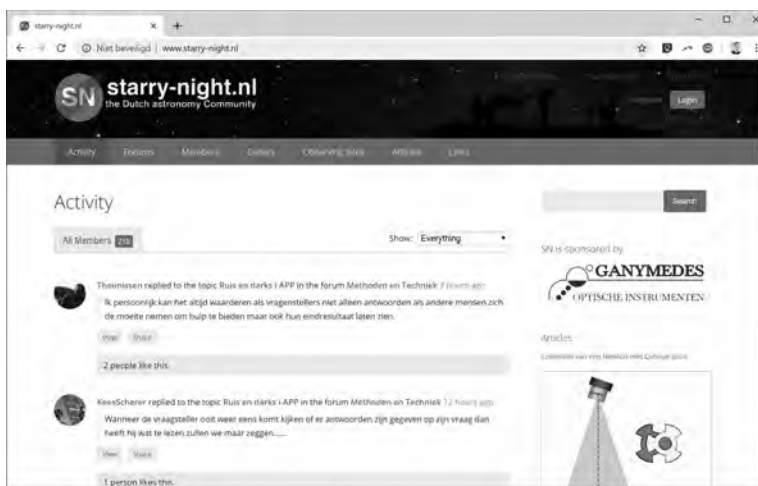 starry-night.nl
Niet beveiligd | www.starry-night.nl
SN
starry-night.nl
the Dutch astronomy Community
Login
Activity
Forums
Members
Observing Sites
Articles
Links
Activity
Search
All Members
Show: Everything
SN is sponsored by
GANYMEDES
OPTISCHE INSTRUMENTEN
Theunissen replied to the topic Ruis en darks i APP in the forum Methoden en Techniek
Ik persoonlijk kan het altijd waarderen als vragenstellers niet alleen antwoorden als andere mensen zich
de moeite nemen om hulp te bieden maar ook hun eindresultaat laten zien.
View
Share
2 people like this.
Articles
KeesScherer replied to the topic Ruis en darks i APP in the forum Methoden en Techniek 12 hours ago
Wanneer de vraagsteller ooit weer eens komt kijken of er antwoorden zijn gegeven op zijn vraag dan
heeft hij wat te lezen zullen we maar zeggen......
View
Share
1 person likes this.